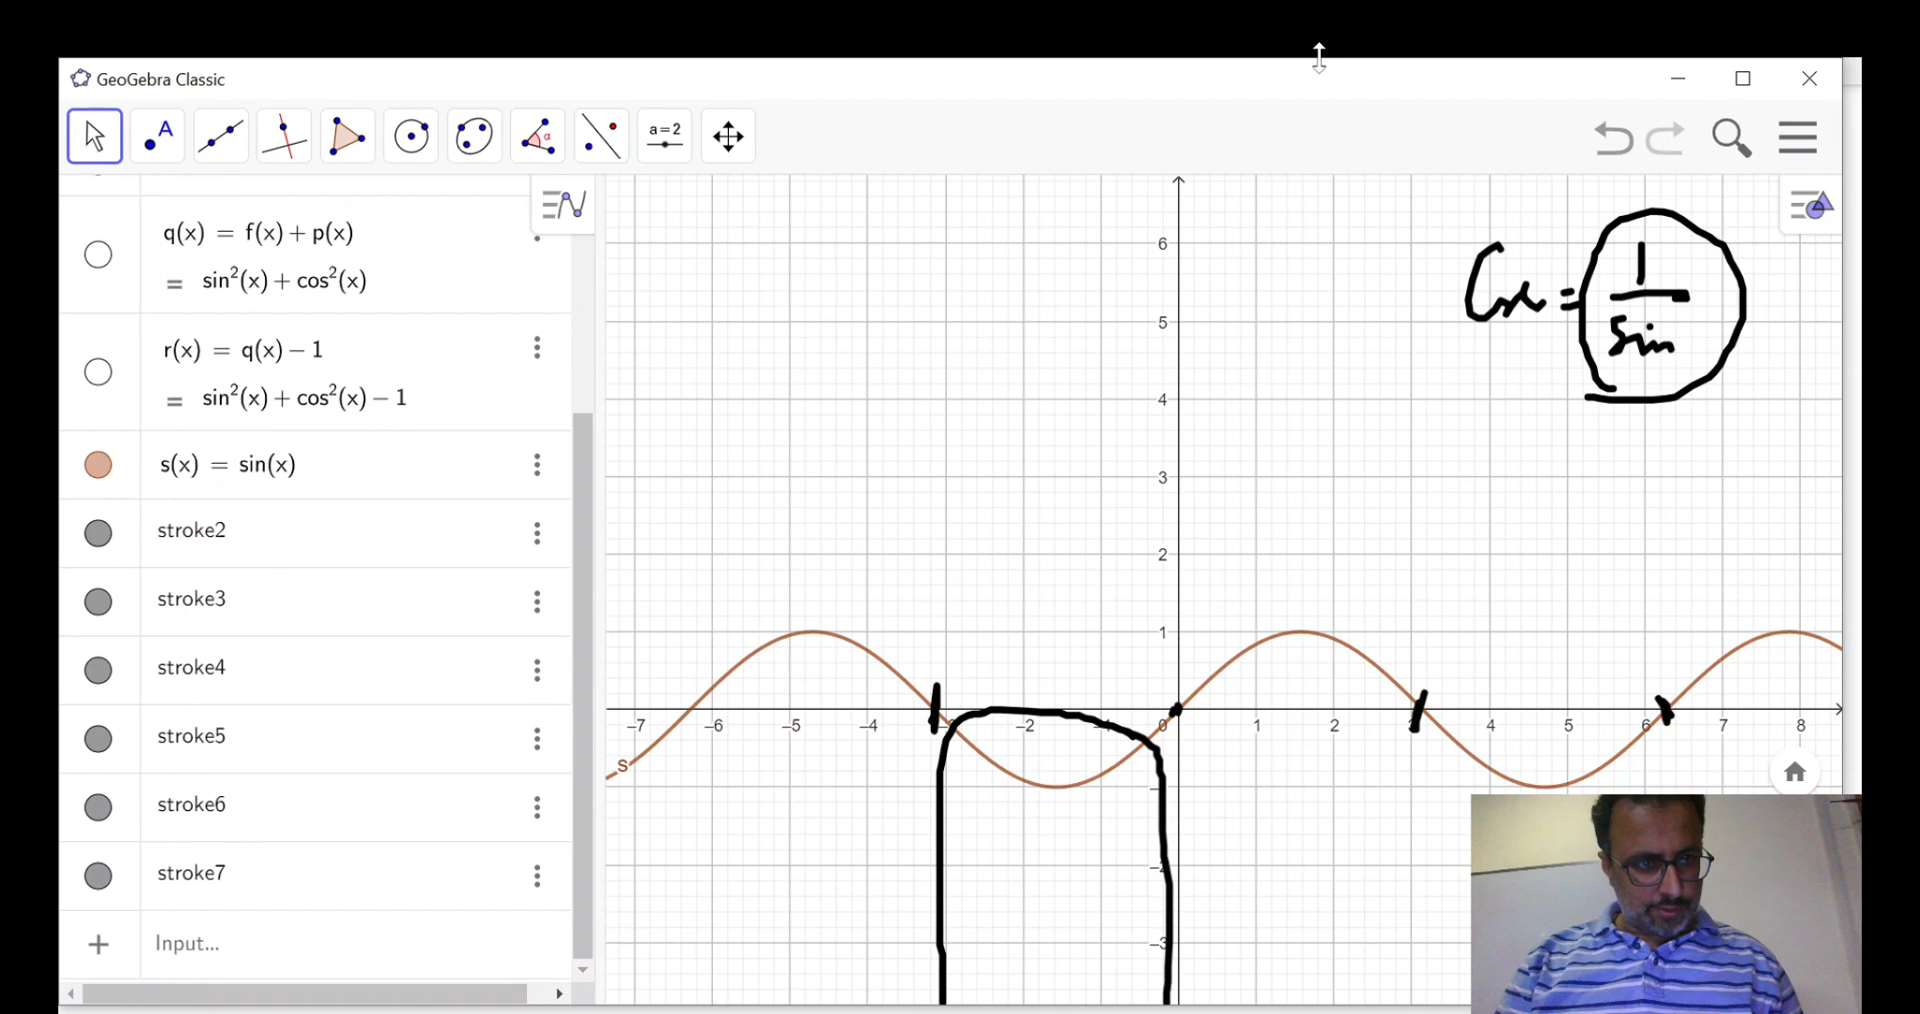 GeoGebra Classic
A
α
a=2
q(x) = f(x) + p(x)
= sin²(x) + cos²(x)
r(x) = q(x) − 1
= sin²(x) + cos²(x) − 1
s(x) = sin(x)
stroke2
stroke3
stroke4
stroke5
stroke6
stroke7
Input...
6
5
4
3
2
1
−7 −6 −5 −4 −2 0 1 2 4 5 6 7 8
−3
s
= 1
sin